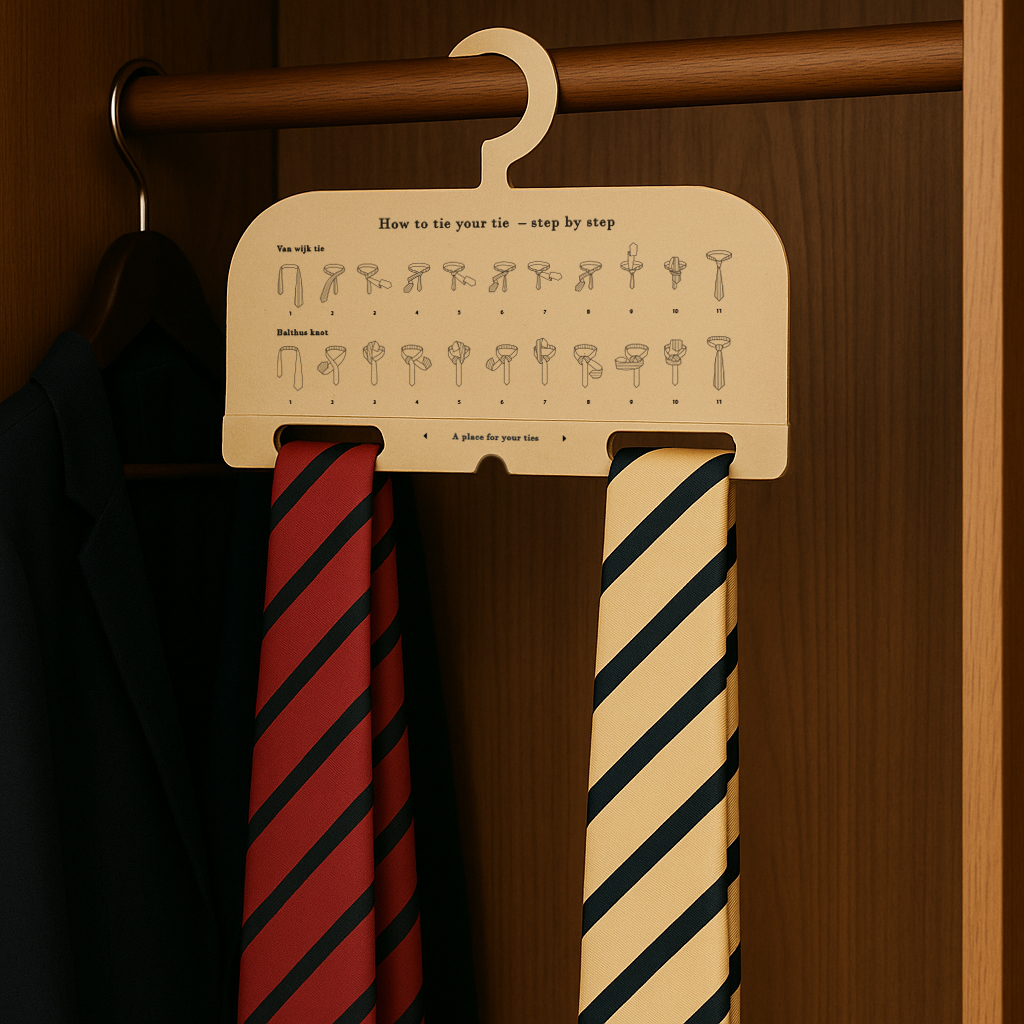 How to tie your tie – step by step
Van wijk tie
1 2 3 4 5 6 7 8 9 10 11
Balthus knot
1 2 3 4 5 6 7 8 9 10 11
A place for your ties